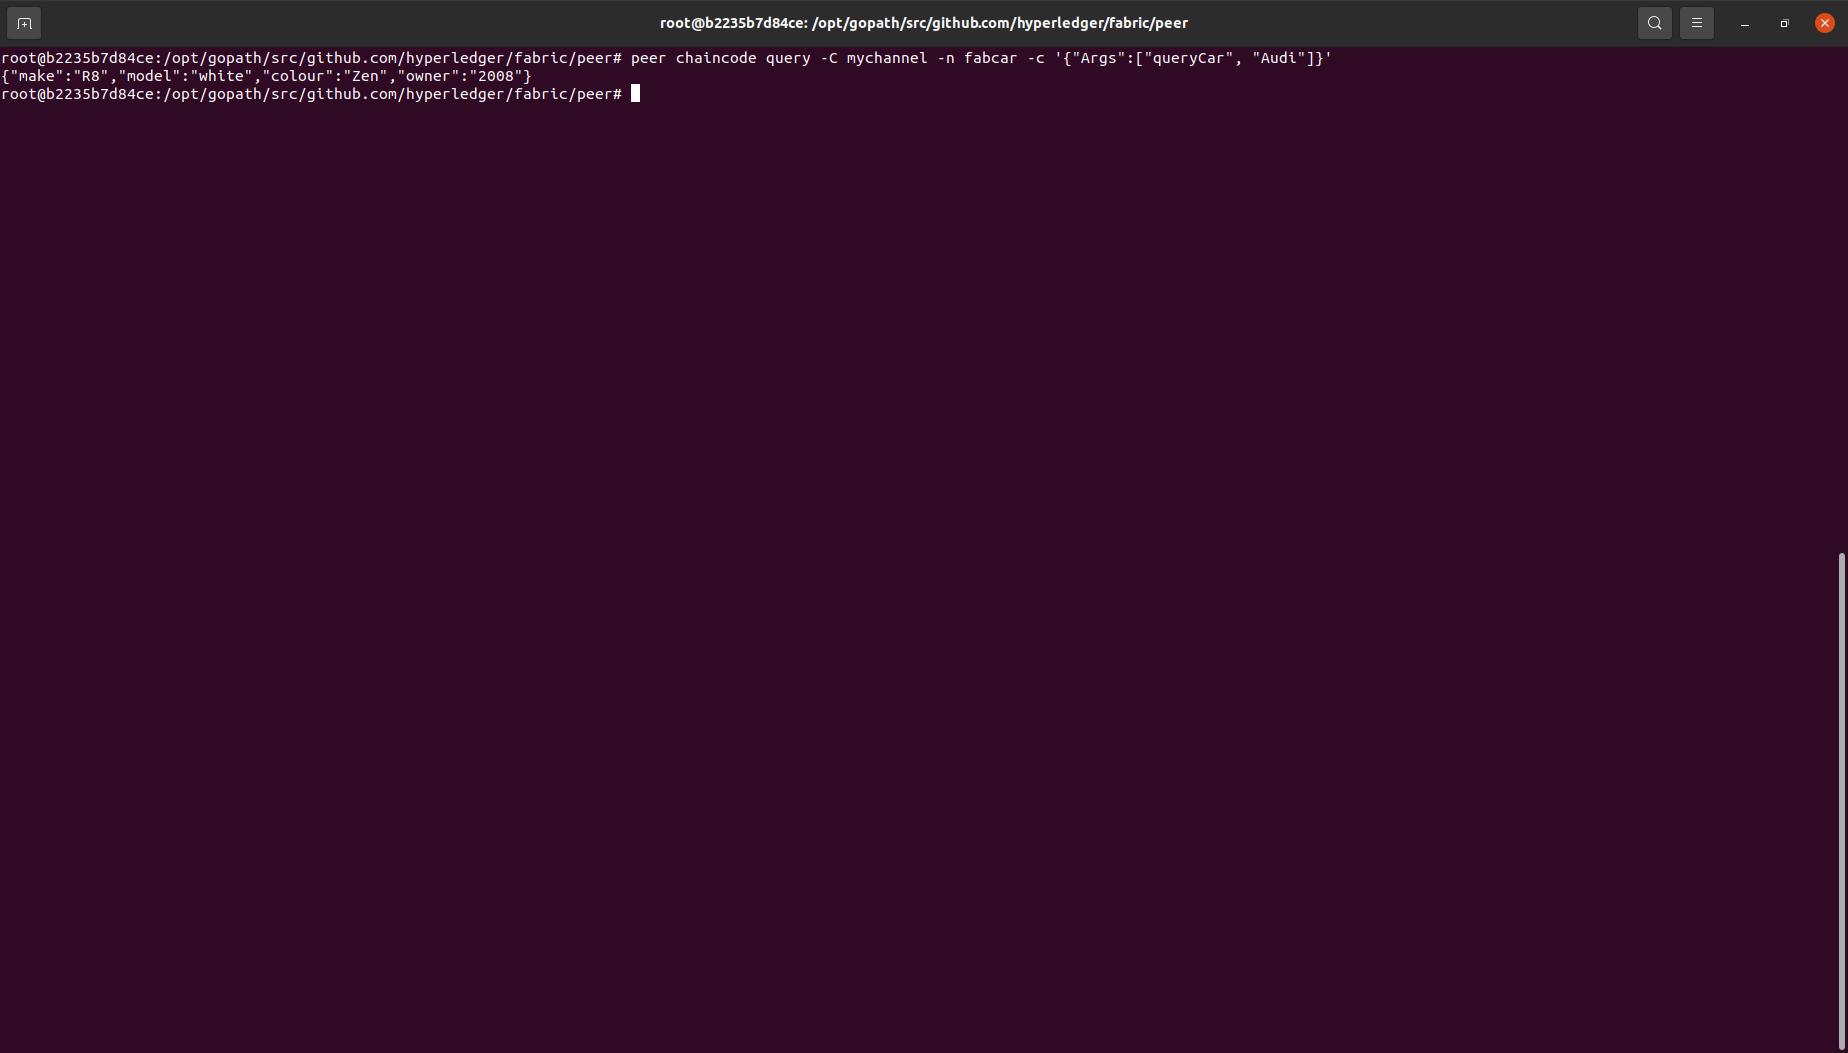 root@b2235b7d84ce: /opt/gopath/src/github.com/hyperledger/fabric/peer
root@b2235b7d84ce:/opt/gopath/src/github.com/hyperledger/fabric/peer# peer chaincode query -C mychannel -n fabcar -c '{"Args":["queryCar", "Audi"]}'
{"make":"R8","model":"white","colour":"Zen","owner":"2008"}
root@b2235b7d84ce:/opt/gopath/src/github.com/hyperledger/fabric/peer#